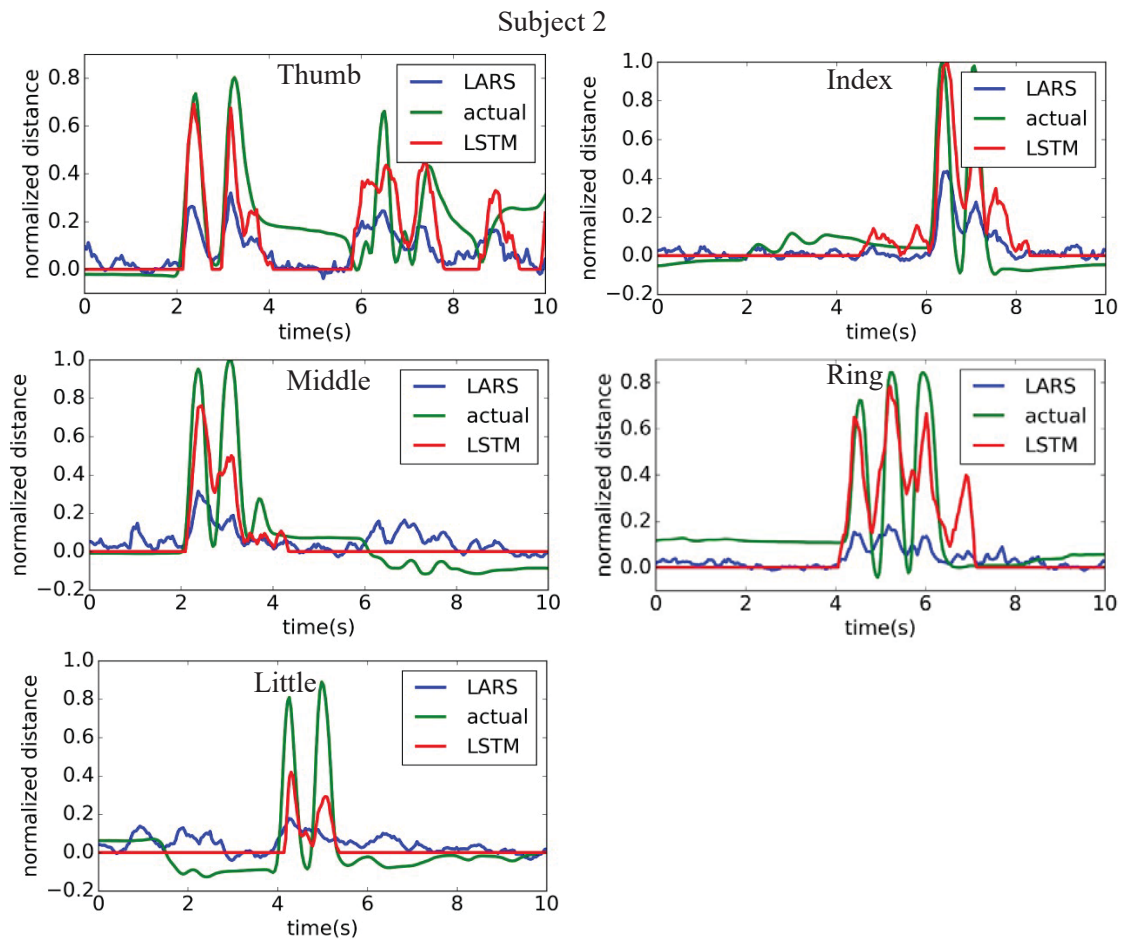 Subject 2
Thumb
LARS
actual
LSTM
normalized distance
0.8
0.6
0.4
0.2
0.0
0 2 4 6 8 10
time(s)
Index
LARS
actual
LSTM
normalized distance
1.0
0.8
0.6
0.4
0.2
0.0
−0.2
0 2 4 6 8 10
time(s)
Middle
LARS
actual
LSTM
normalized distance
1.0
0.8
0.6
0.4
0.2
0.0
−0.2
0 2 4 6 8 10
time(s)
Ring
LARS
actual
LSTM
normalized distance
0.8
0.6
0.4
0.2
0.0
0 2 4 6 8 10
time(s)
Little
LARS
actual
LSTM
normalized distance
1.0
0.8
0.6
0.4
0.2
0.0
−0.2
0 2 4 6 8 10
time(s)